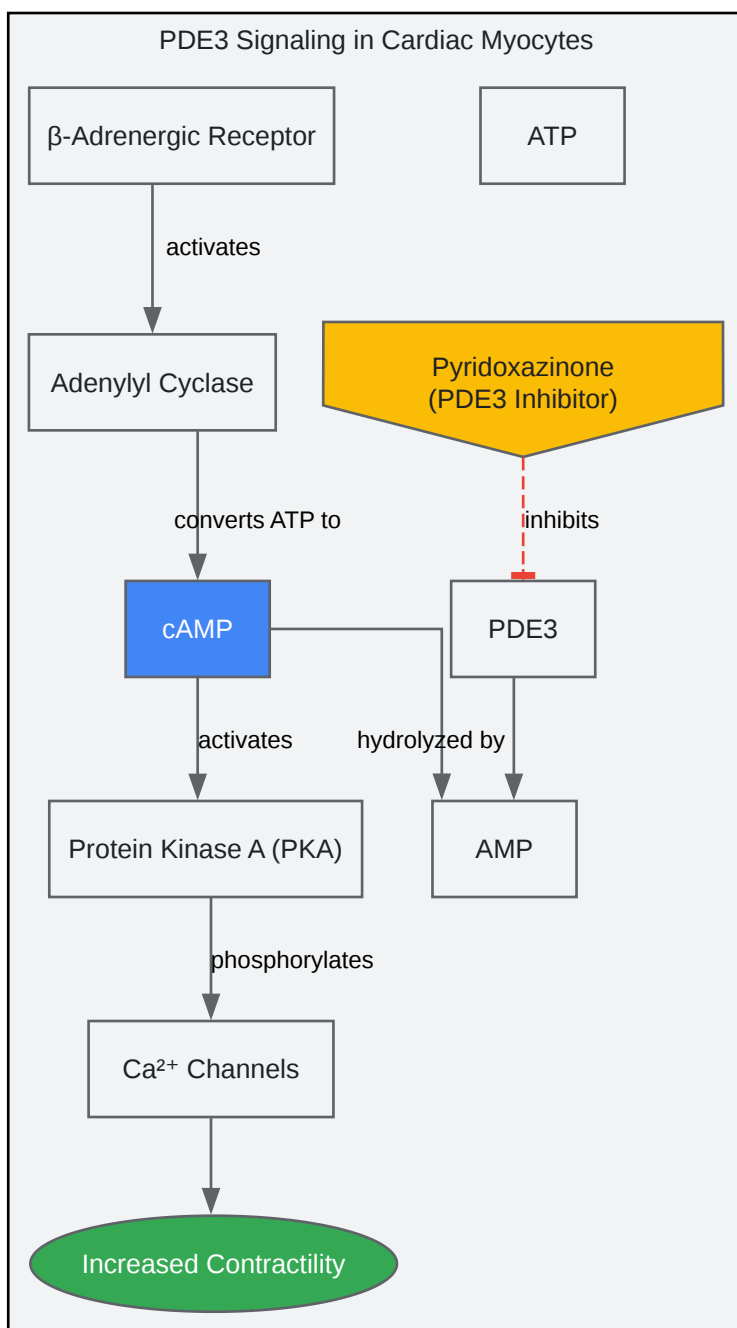 PDE3 Signaling in Cardiac Myocytes
β-Adrenergic Receptor
ATP
activates
Adenylyl Cyclase
Pyridoxazinone
(PDE3 Inhibitor)
converts ATP to
inhibits
cAMP
PDE3
activates
hydrolyzed by
Protein Kinase A (PKA)
AMP
phosphorylates
Ca²⁺ Channels
Increased Contractility